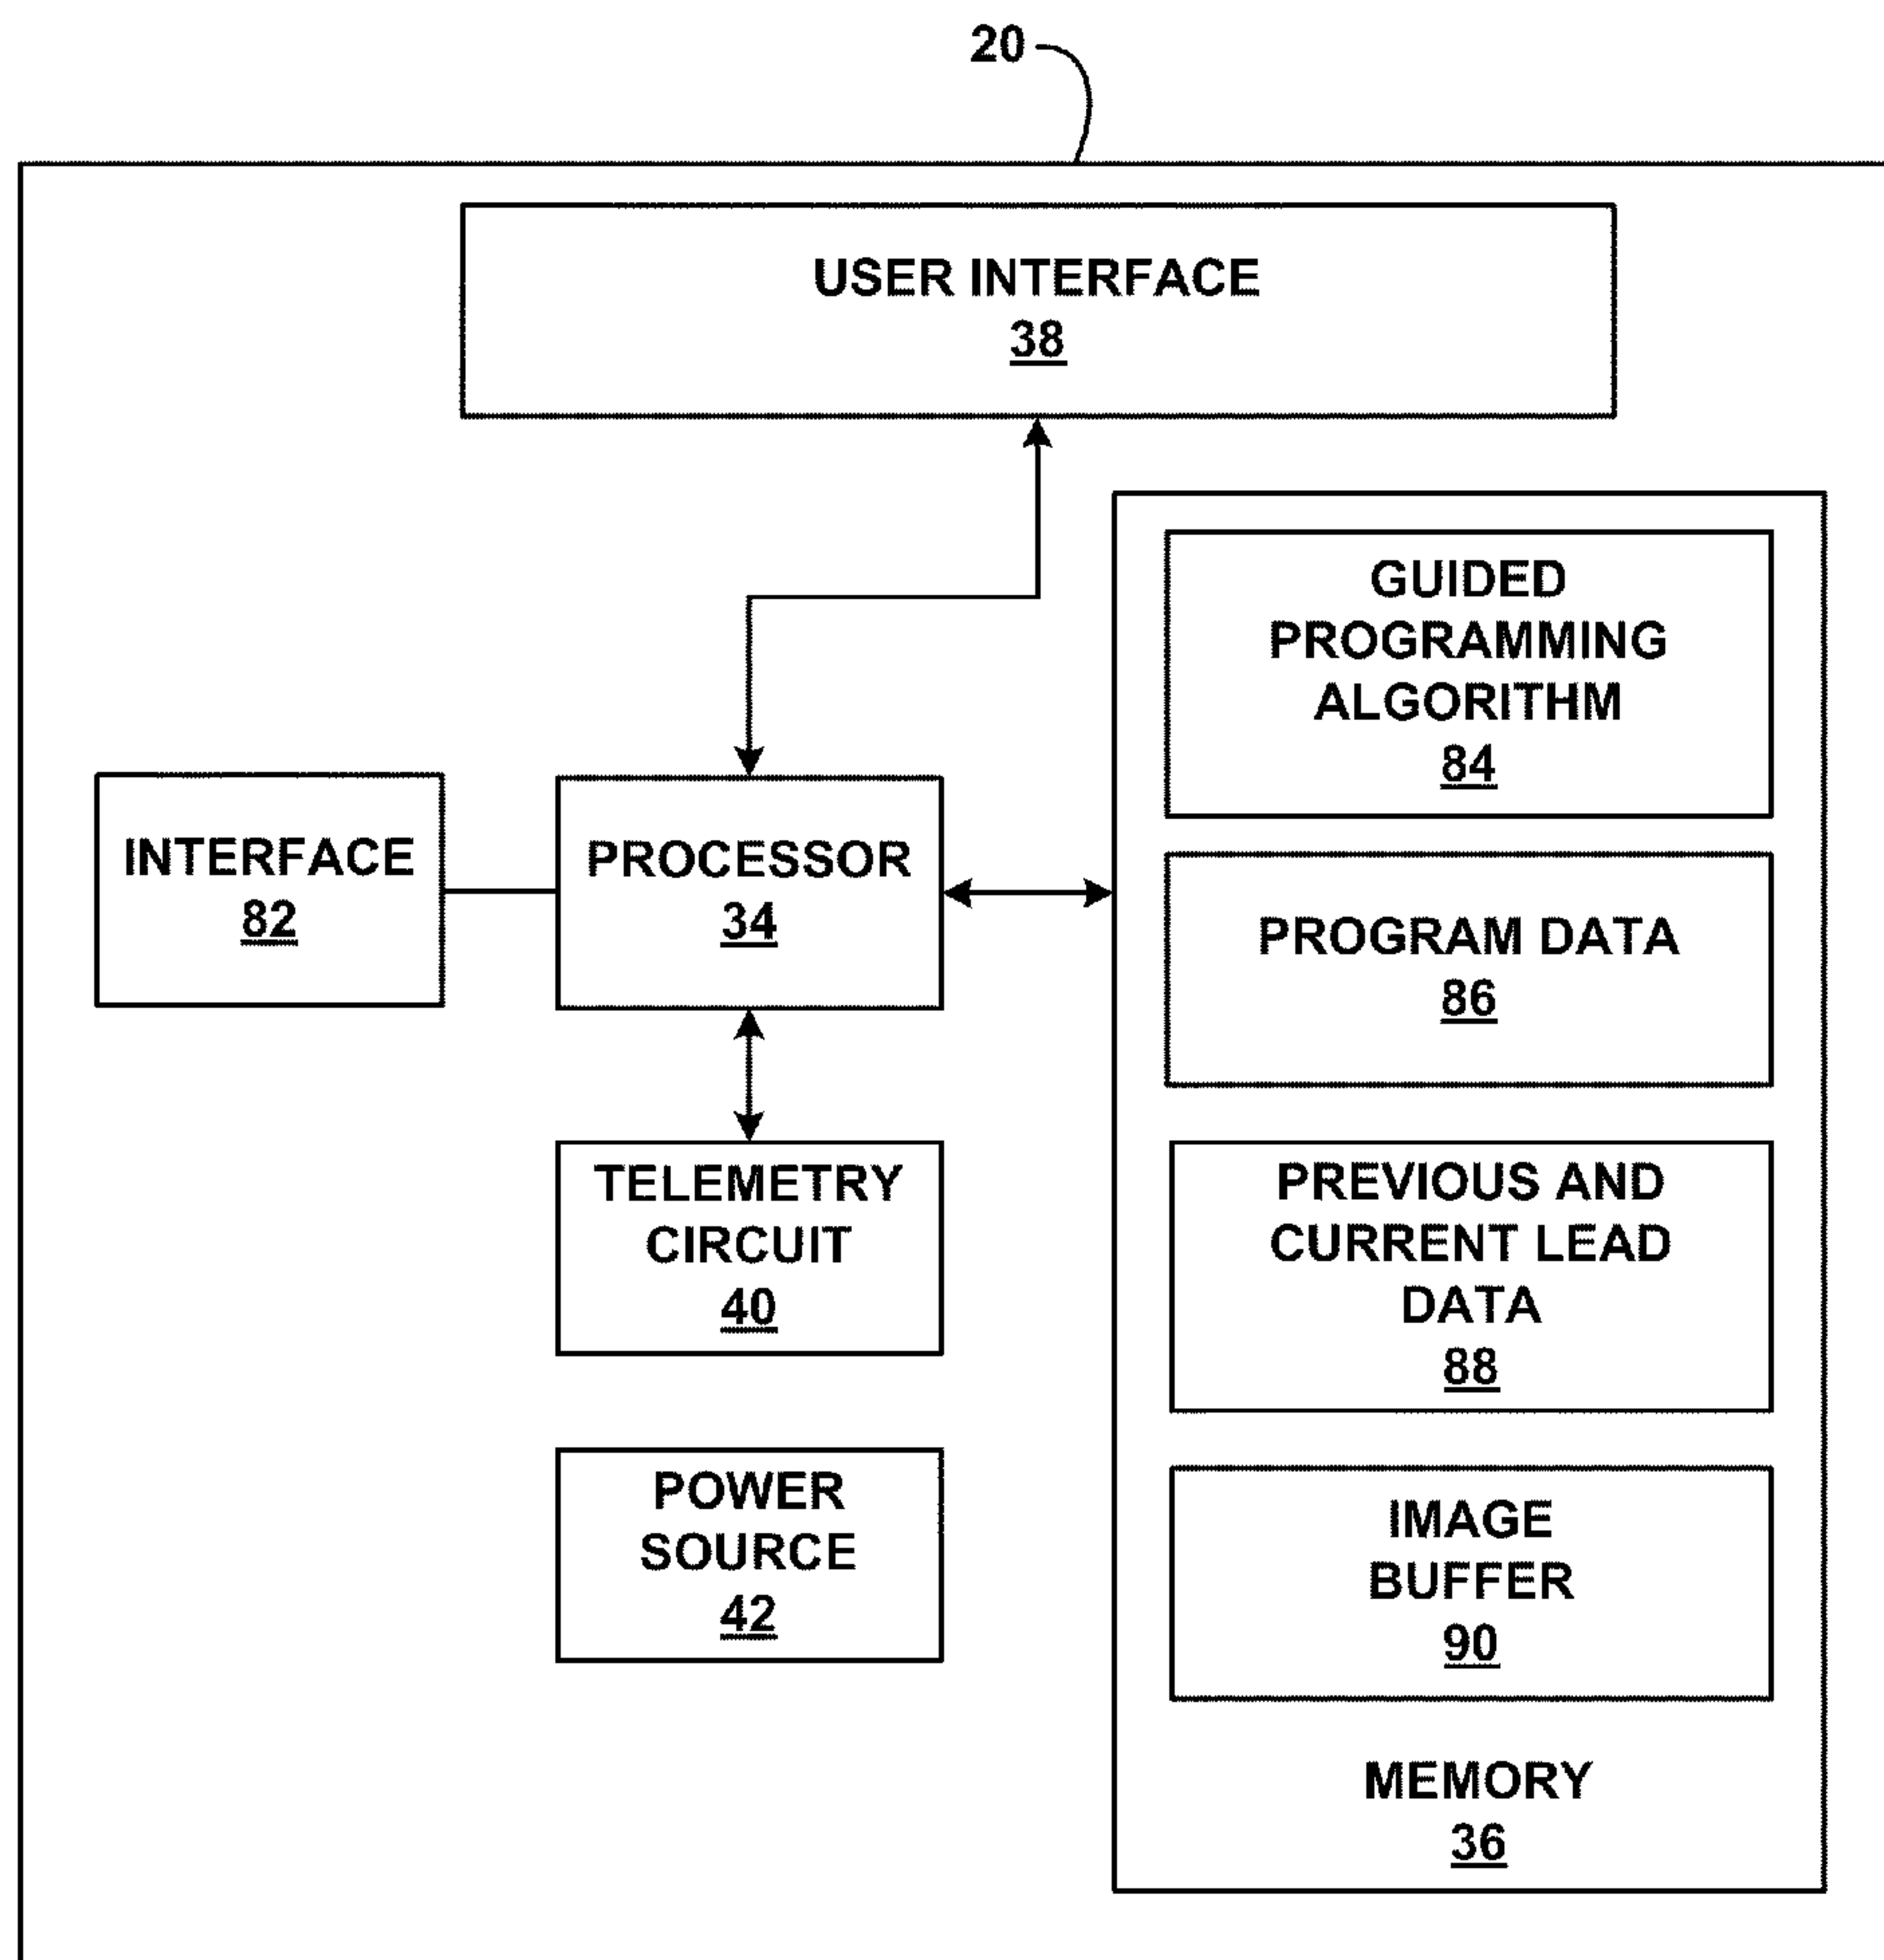 20
USER INTERFACE
38
GUIDED
PROGRAMMING
ALGORITHM
84
INTERFACE
82
PROCESSOR
34
PROGRAM DATA
86
TELEMETRY
CIRCUIT
40
PREVIOUS AND
CURRENT LEAD
DATA
88
POWER
SOURCE
42
IMAGE
BUFFER
90
MEMORY
36